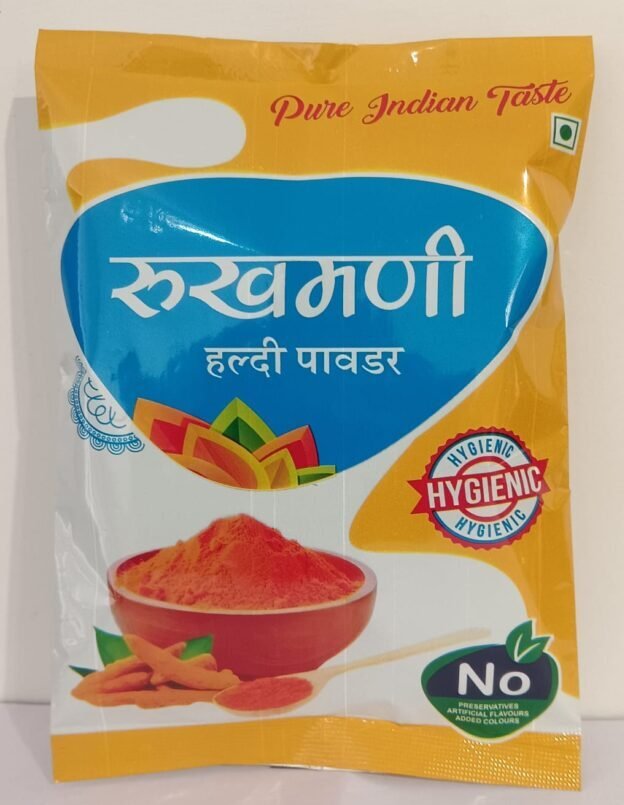 Pure Indian Taste
रुखमणी
हल्दी पावडर
HYGIENIC
HYGIENIC
HYGIENIC
No
PRESERVATIVES
ARTIFICIAL FLAVOURS
ADDED COLOURS